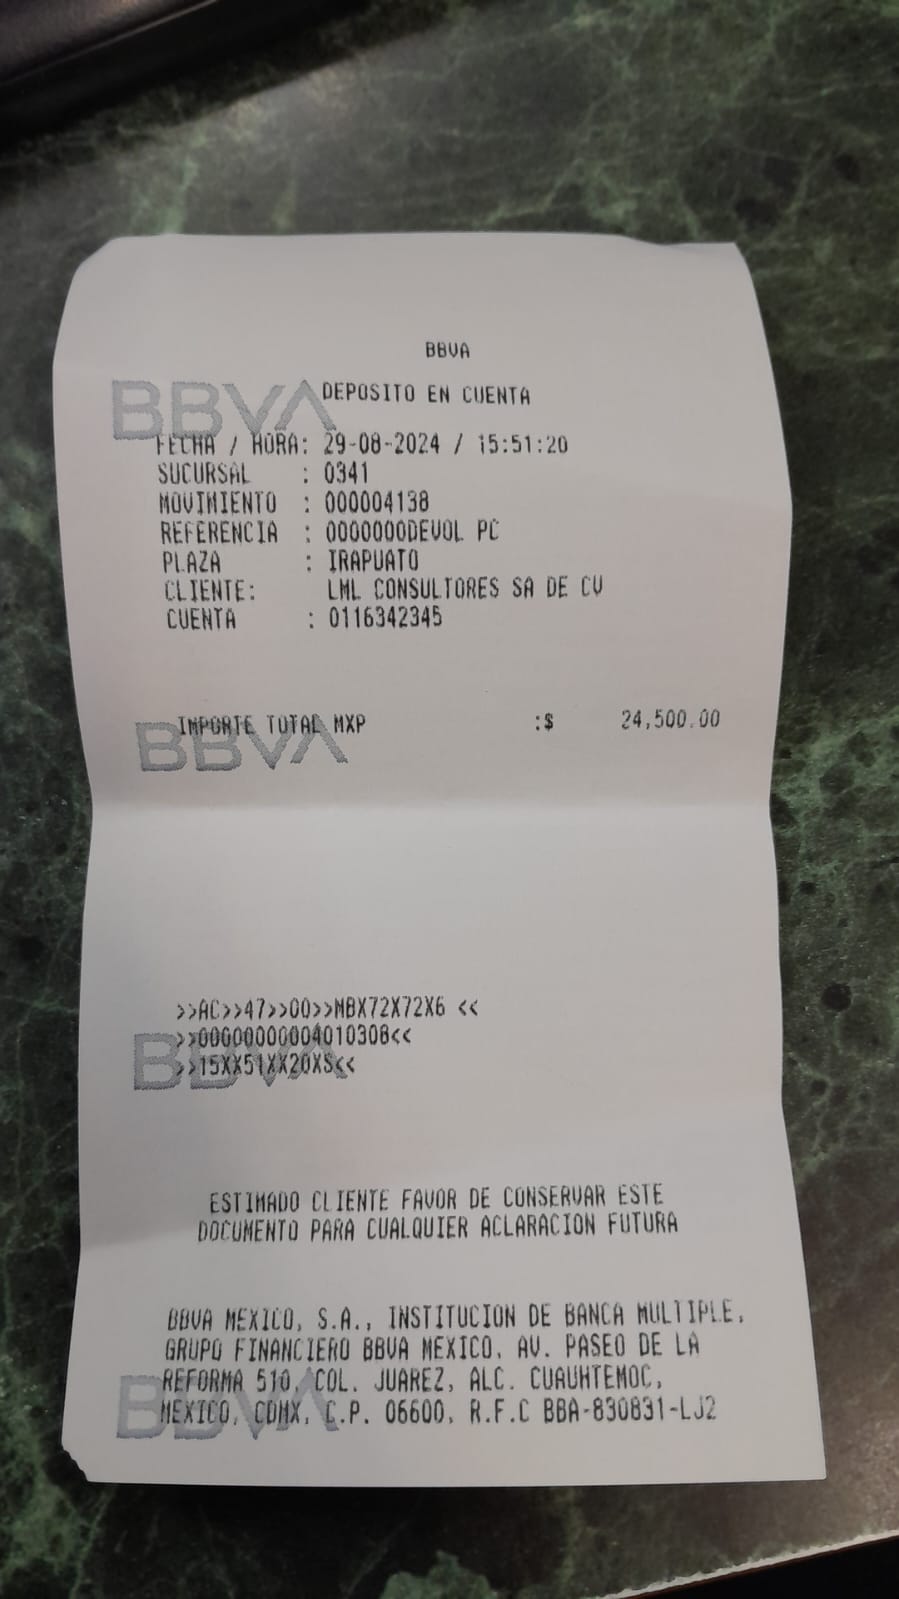 BBVA
BBVA
DEPOSITO EN CUENTA
FECHA / HORA: 29-08-2024 / 15:51:20
SUCURSAL : 0341
MOVIMIENTO : 000004138
REFERENCIA : 0000000DEVOL PC
PLAZA : IRAPUATO
CLIENTE: LML CONSULTORES SA DE CV
CUENTA : 0116342345
IMPORTE TOTAL MXP :$ 24,500.00
BBVA
>>AC>>47>>00>>MBX72X72X6 <<
>>00000000004010308<<
BBVA
>>15XX51XX20XS<<
ESTIMADO CLIENTE FAVOR DE CONSERVAR ESTE
DOCUMENTO PARA CUALQUIER ACLARACION FUTURA
BBVA MEXICO, S.A., INSTITUCION DE BANCA MULTIPLE,
GRUPO FINANCIERO BBVA MEXICO, AV. PASEO DE LA
REFORMA 510, COL. JUAREZ, ALC. CUAUHTEMOC,
BBVA
MEXICO, CDMX, C.P. 06600, R.F.C BBA-830831-LJ2